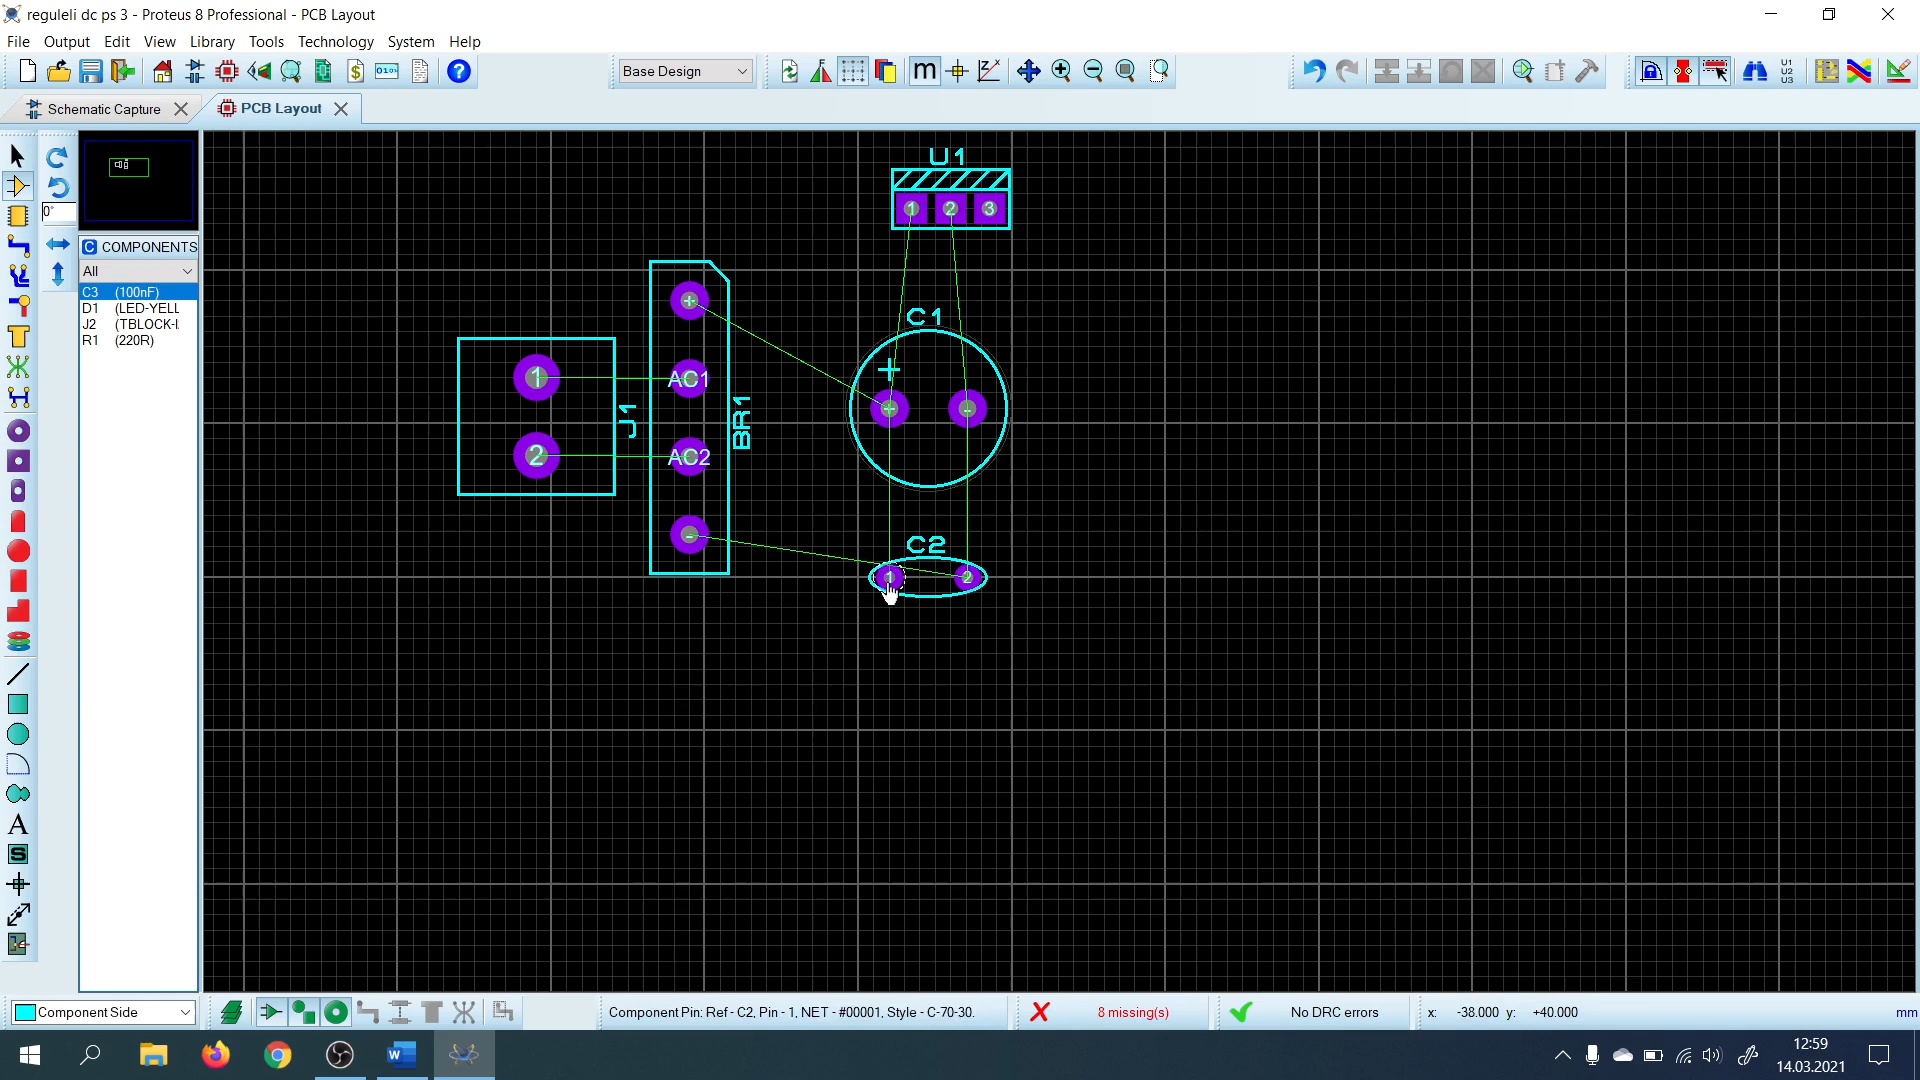 reguleli dc ps 3 - Proteus 8 Professional - PCB Layout
File Output Edit View Library Tools Technology System Help
Base Design
Schematic Capture PCB Layout
0°
C COMPONENTS
All
C3 (100nF)
D1 (LED-YELL
J2 (TBLOCK-I
R1 (220R)
U1
1 2 3
+
C1
+
1
AC1
J1
BR1
+ -
2
AC2
-
C2
1 2
Component Side
Component Pin: Ref - C2, Pin - 1, NET - #00001, Style - C-70-30.
8 missing(s)
No DRC errors
x: -38.000 y: +40.000
mm
12:59
14.03.2021